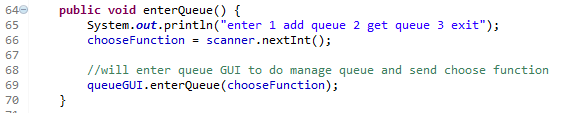 64 public void enterQueue() {
65 System.out.println("enter 1 add queue 2 get queue 3 exit");
66 chooseFunction = scanner.nextInt();
67
68 //will enter queue GUI to do manage queue and send choose function
69 queueGUI.enterQueue(chooseFunction);
70 }